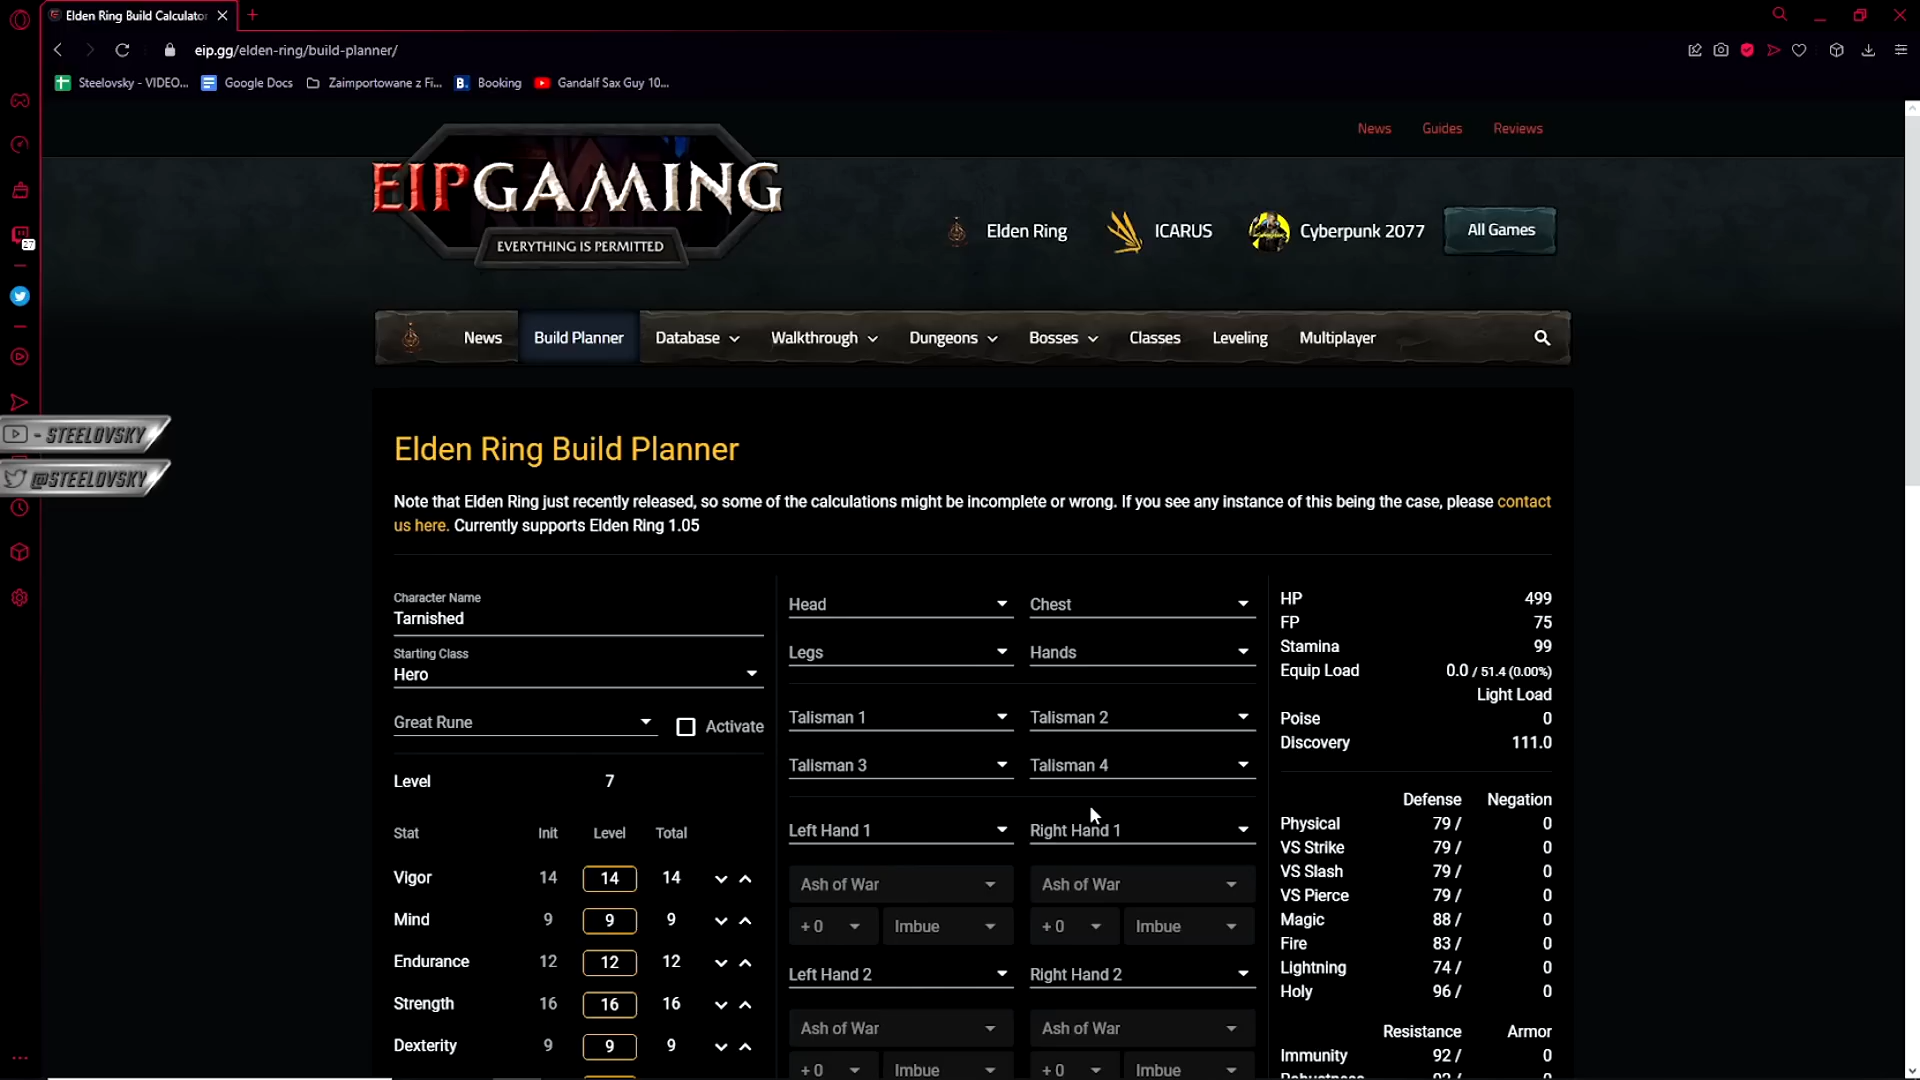 Elden Ring Build Calculator
eip.gg/elden-ring/build-planner/
Steelovsky - VIDEO... Google Docs Zaimportowane z Fi... B. Booking Gandalf Sax Guy 10...
News Guides Reviews
EIPGAMING
EVERYTHING IS PERMITTED
Elden Ring ICARUS Cyberpunk 2077 All Games
27
News Build Planner Database Walkthrough Dungeons Bosses Classes Leveling Multiplayer
- STEELOVSKY
@STEELOVSKY
Elden Ring Build Planner
Note that Elden Ring just recently released, so some of the calculations might be incomplete or wrong. If you see any instance of this being the case, please contact
us here. Currently supports Elden Ring 1.05
Character Name
Tarnished
Starting Class
Hero
Great Rune Activate
Level 7
Stat Init Level Total
Vigor 14 14 14
Mind 9 9 9
Endurance 12 12 12
Strength 16 16 16
Dexterity 9 9 9
Head Chest
Legs Hands
Talisman 1 Talisman 2
Talisman 3 Talisman 4
Left Hand 1 Right Hand 1
Ash of War Ash of War
+ 0 Imbue + 0 Imbue
Left Hand 2 Right Hand 2
Ash of War Ash of War
+ 0 Imbue + 0 Imbue
HP 499
FP 75
Stamina 99
Equip Load 0.0 / 51.4 (0.00%)
Light Load
Poise 0
Discovery 111.0
Defense Negation
Physical 79 / 0
VS Strike 79 / 0
VS Slash 79 / 0
VS Pierce 79 / 0
Magic 88 / 0
Fire 83 / 0
Lightning 74 / 0
Holy 96 / 0
Resistance Armor
Immunity 92 / 0